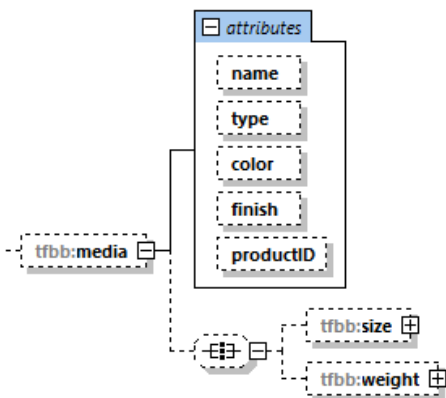 attributes
name
type
color
finish
tfbb:media
productID
tfbb:size
tfbb:weight